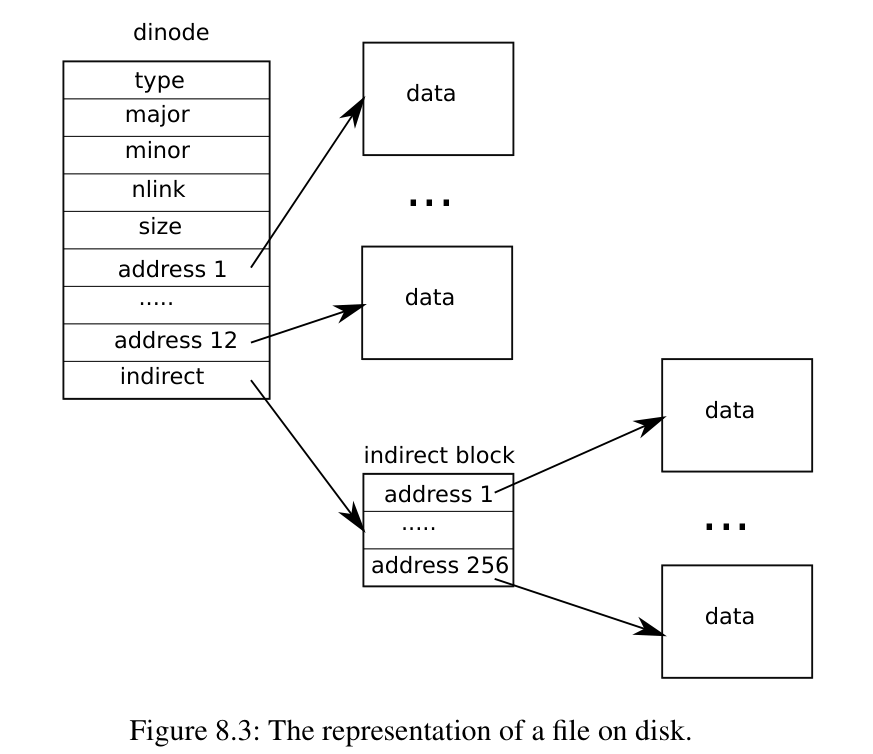 dinode
type
major
minor
nlink
size
address 1
.....
address 12
indirect
data
...
data
indirect block
address 1
.....
address 256
data
...
data
Figure 8.3: The representation of a file on disk.